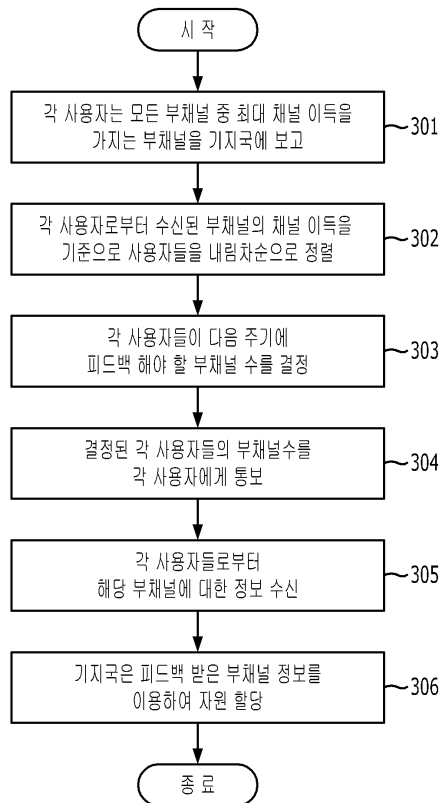 시 작
각 사용자는 모든 부채널 중 최대 채널 이득을
가지는 부채널을 기지국에 보고
301
각 사용자로부터 수신된 부채널의 채널 이득을
기준으로 사용자들을 내림차순으로 정렬
302
각 사용자들이 다음 주기에
피드백 해야 할 부채널 수를 결정
303
결정된 각 사용자들의 부채널수를
각 사용자에게 통보
304
각 사용자들로부터
해당 부채널에 대한 정보 수신
305
기지국은 피드백 받은 부채널 정보를
이용하여 자원 할당
306
종 료